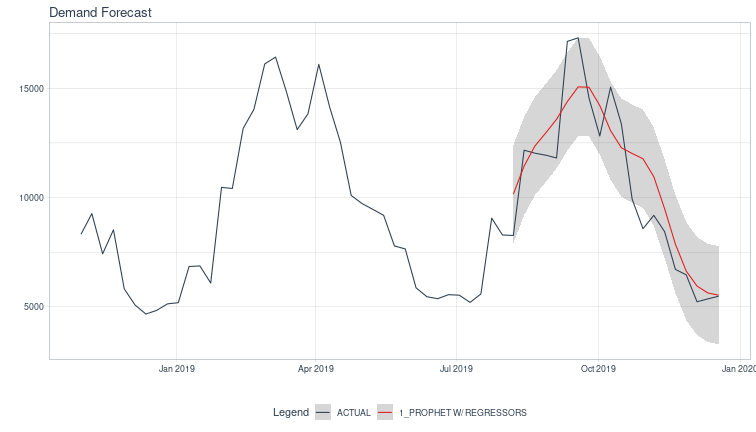 Demand Forecast
15000
10000
5000
Jan 2019 Apr 2019 Jul 2019 Oct 2019 Jan 2020
Legend ACTUAL 1_PROPHET W/ REGRESSORS